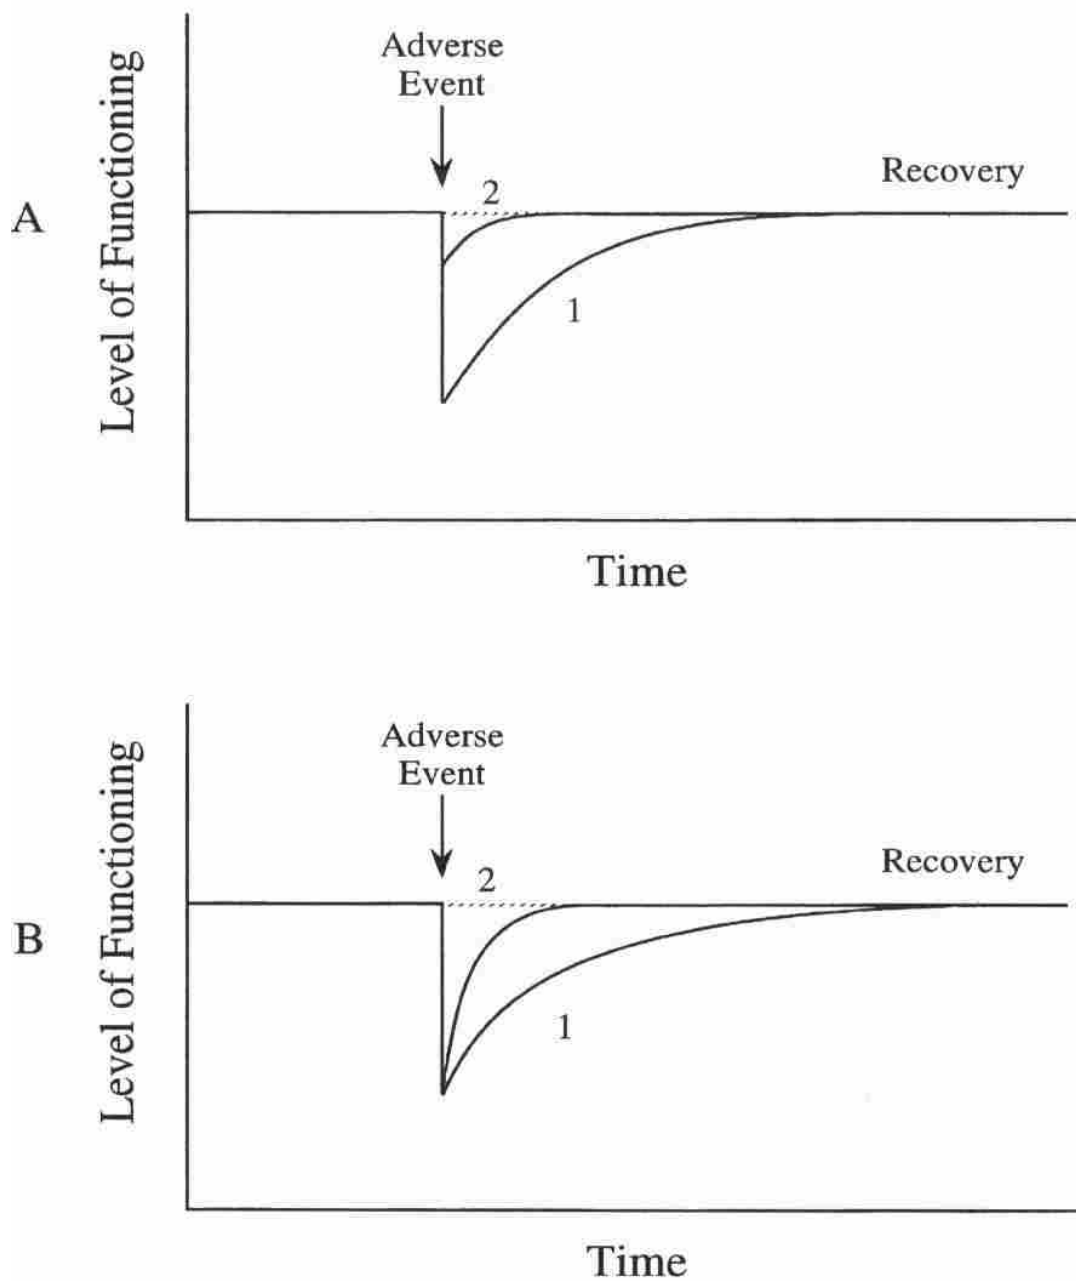 A
Level of Functioning
Adverse
Event
2
Recovery
1
Time
B
Level of Functioning
Adverse
Event
2
Recovery
1
Time